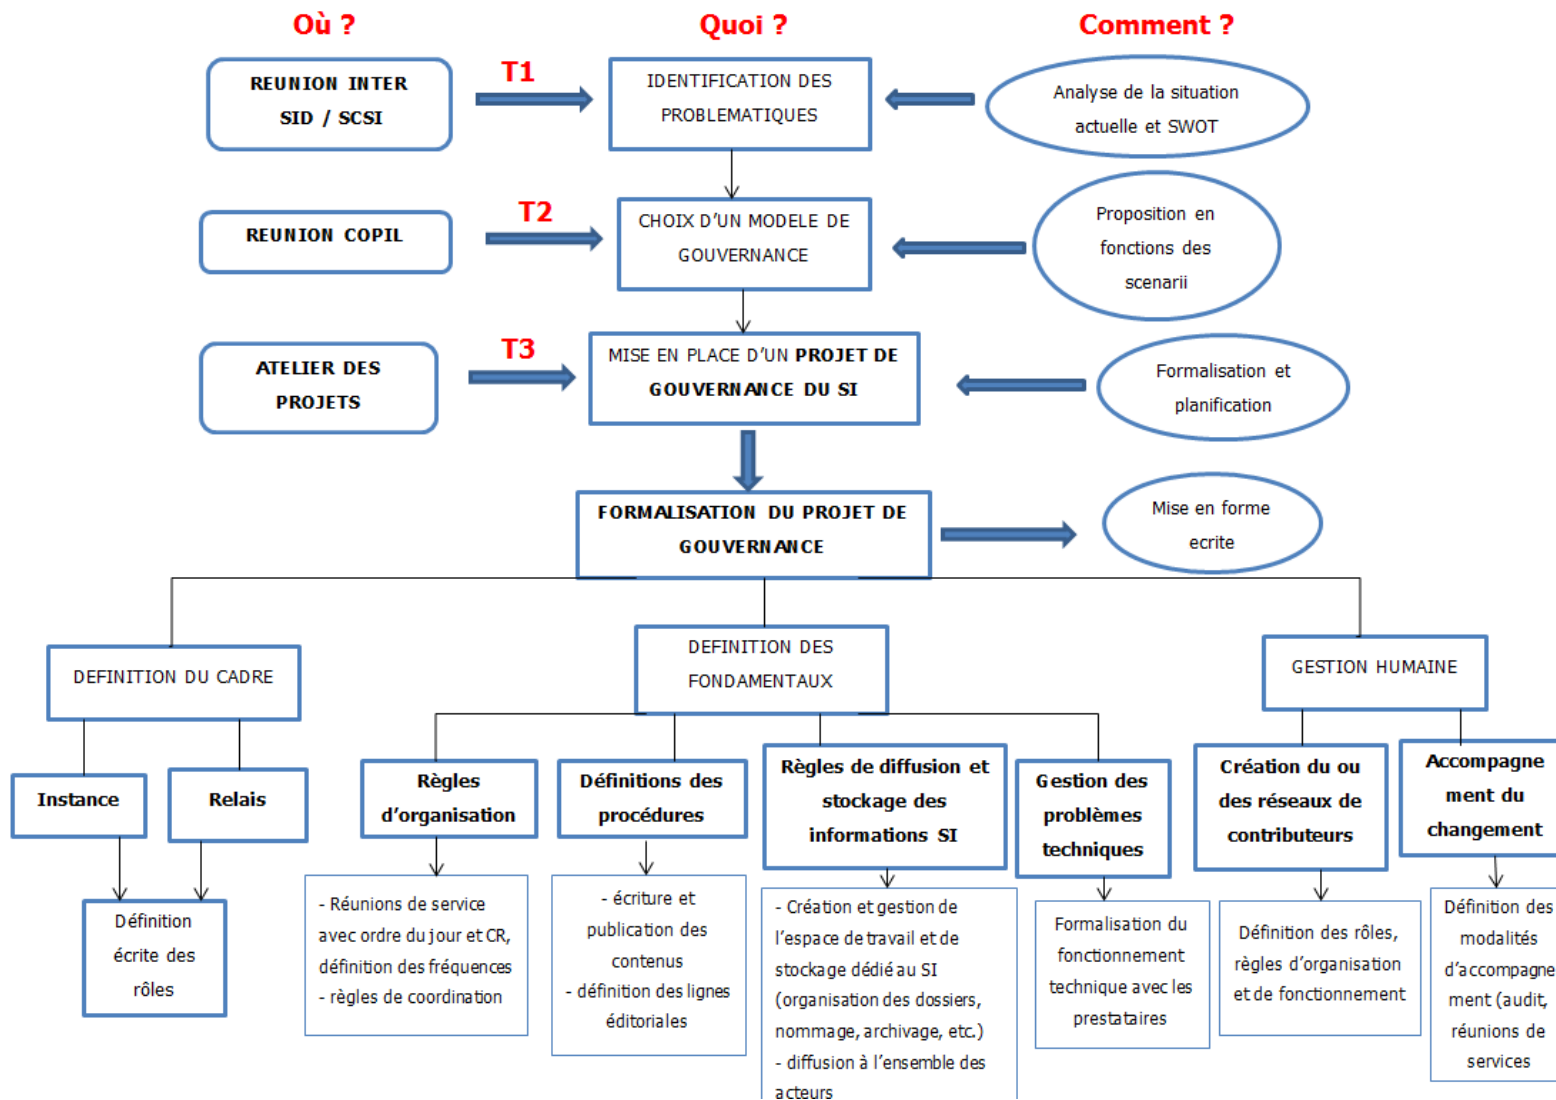 Où ?
Quoi ?
Comment ?
REUNION INTER
SID / SCSI
T1
IDENTIFICATION DES
PROBLEMATIQUES
Analyse de la situation
actuelle et SWOT
REUNION COPIL
T2
CHOIX D’UN MODELE DE
GOUVERNANCE
Proposition en
fonctions des
scenarii
ATELIER DES
PROJETS
T3
MISE EN PLACE D’UN PROJET DE
GOUVERNANCE DU SI
Formalisation et
planification
FORMALISATION DU PROJET DE
GOUVERNANCE
Mise en forme
ecrite
DEFINITION DU CADRE
DEFINITION DES
FONDAMENTAUX
GESTION HUMAINE
Instance
Relais
Règles
d’organisation
Définitions des
procédures
Règles de diffusion et
stockage des
informations SI
Gestion des
problèmes
techniques
Création du ou
des réseaux de
contributeurs
Accompagne
ment du
changement
Définition
écrite des
rôles
- Réunions de service
avec ordre du jour et CR,
définition des fréquences
- règles de coordination
- écriture et
publication des
contenus
- définition des lignes
éditoriales
- Création et gestion de
l’espace de travail et de
stockage dédié au SI
(organisation des dossiers,
nommage, archivage, etc.)
- diffusion à l’ensemble des
acteurs
Formalisation du
fonctionnement
technique avec les
prestataires
Définition des rôles,
règles d’organisation
et de fonctionnement
Définition des
modalités
d’accompagne
ment (audit,
réunions de
services